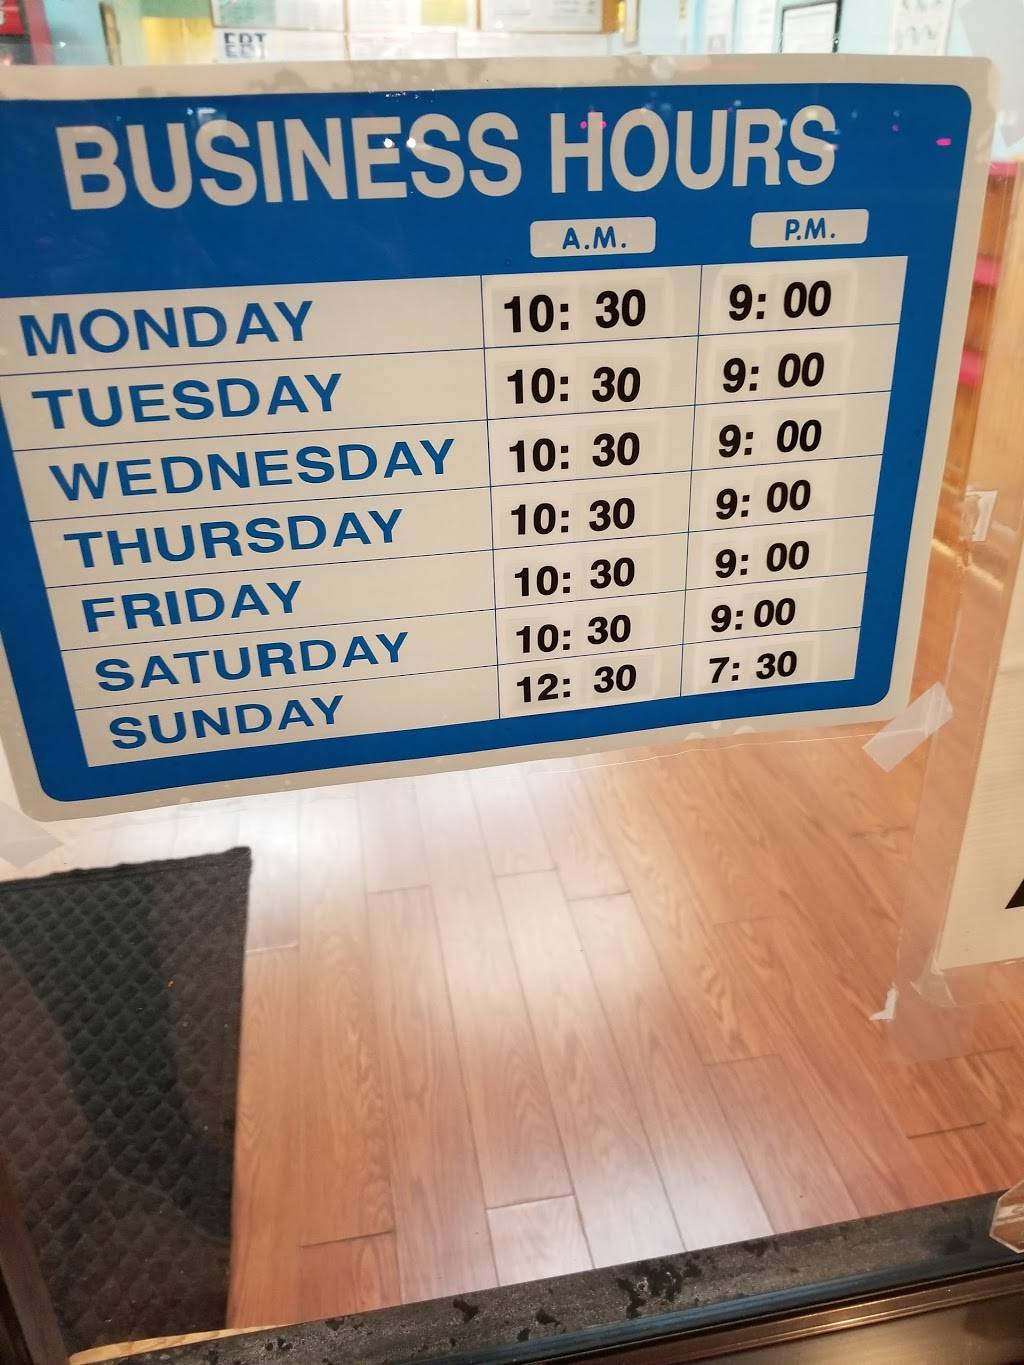 EBT
BUSINESS HOURS
A.M. P.M.
MONDAY 10: 30 9: 00
TUESDAY 10: 30 9: 00
WEDNESDAY 10: 30 9: 00
THURSDAY 10: 30 9: 00
FRIDAY 10: 30 9: 00
SATURDAY 10: 30 9: 00
SUNDAY 12: 30 7: 30